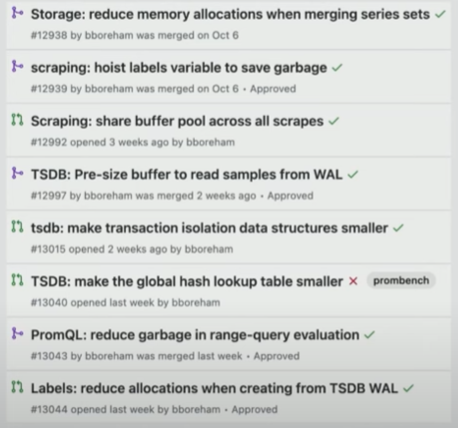 Storage: reduce memory allocations when merging series sets
#12938 by bboreham was merged on Oct 6
scraping: hoist labels variable to save garbage
#12939 by bboreham was merged on Oct 6 • Approved
Scraping: share buffer pool across all scrapes
#12992 opened 3 weeks ago by bboreham
TSDB: Pre-size buffer to read samples from WAL
#12997 by bboreham was merged 2 weeks ago • Approved
tsdb: make transaction isolation data structures smaller
#13015 opened 2 weeks ago by bboreham
TSDB: make the global hash lookup table smaller prombench
#13040 opened last week by bboreham
PromQL: reduce garbage in range-query evaluation
#13043 by bboreham was merged last week • Approved
Labels: reduce allocations when creating from TSDB WAL
#13044 opened last week by bboreham • Approved